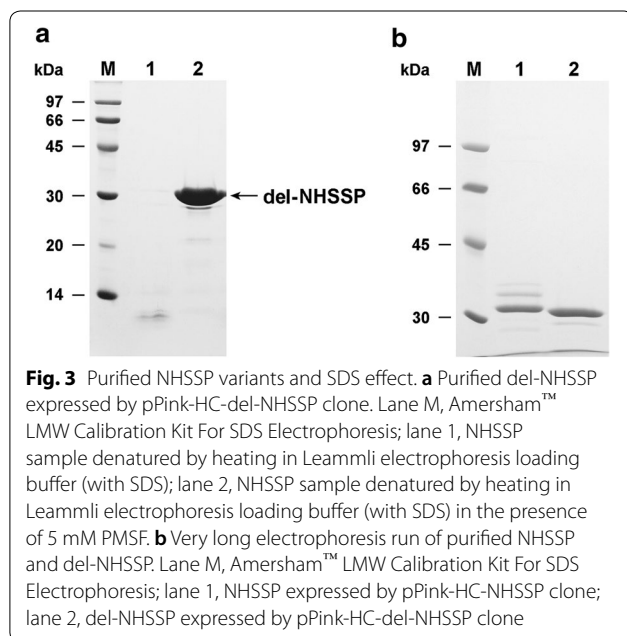 a
kDa M 1 2
97
66
45
30
20
14
del-NHSSP
b
kDa M 1 2
97
66
45
30
Fig. 3 Purified NHSSP variants and SDS effect. a Purified del-NHSSP
expressed by pPink-HC-del-NHSSP clone. Lane M, Amersham™
LMW Calibration Kit For SDS Electrophoresis; lane 1, NHSSP
sample denatured by heating in Leammli electrophoresis loading
buffer (with SDS); lane 2, NHSSP sample denatured by heating in
Leammli electrophoresis loading buffer (with SDS) in the presence
of 5 mM PMSF. b Very long electrophoresis run of purified NHSSP
and del-NHSSP. Lane M, Amersham™ LMW Calibration Kit For SDS
Electrophoresis; lane 1, NHSSP expressed by pPink-HC-NHSSP clone;
lane 2, del-NHSSP expressed by pPink-HC-del-NHSSP clone